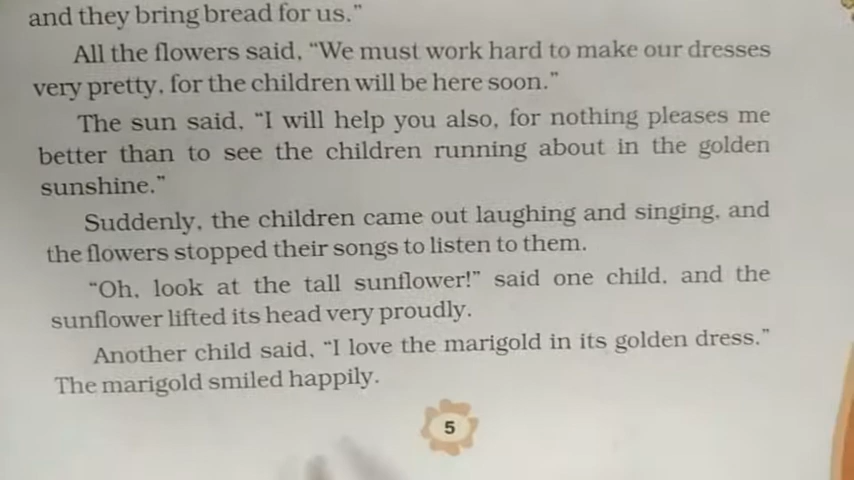 and they bring bread for us."
All the flowers said, "We must work hard to make our dresses
very pretty, for the children will be here soon."
The sun said, "I will help you also, for nothing pleases me
better than to see the children running about in the golden
sunshine."
Suddenly, the children came out laughing and singing, and
the flowers stopped their songs to listen to them.
"Oh, look at the tall sunflower!" said one child, and the
sunflower lifted its head very proudly.
Another child said, "I love the marigold in its golden dress."
The marigold smiled happily.
5